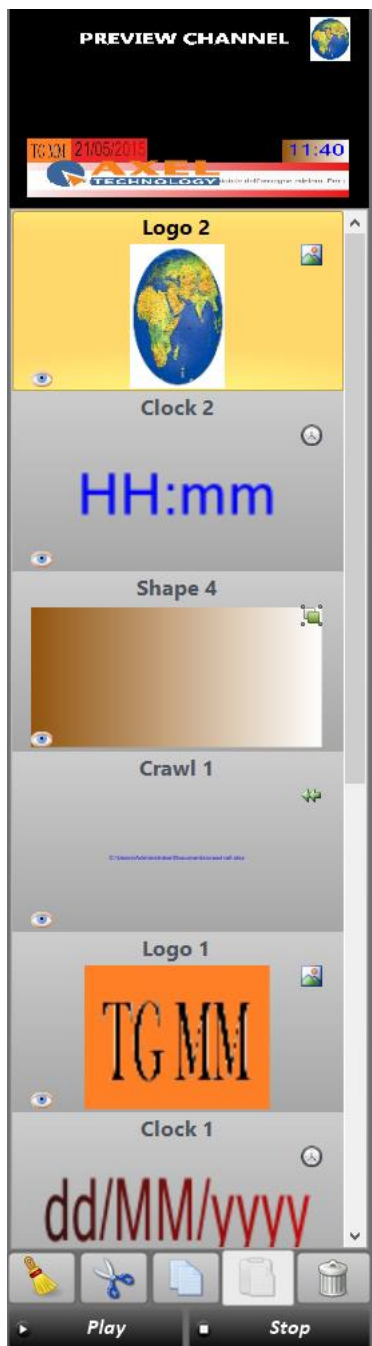 PREVIEW CHANNEL
TG MM 21/05/2015 11:40
AXEL
TECHNOLOGY
Logo 2
Clock 2
HH:mm
Shape 4
Crawl 1
Logo 1
TG MM
Clock 1
dd/MM/yyyy
Play Stop